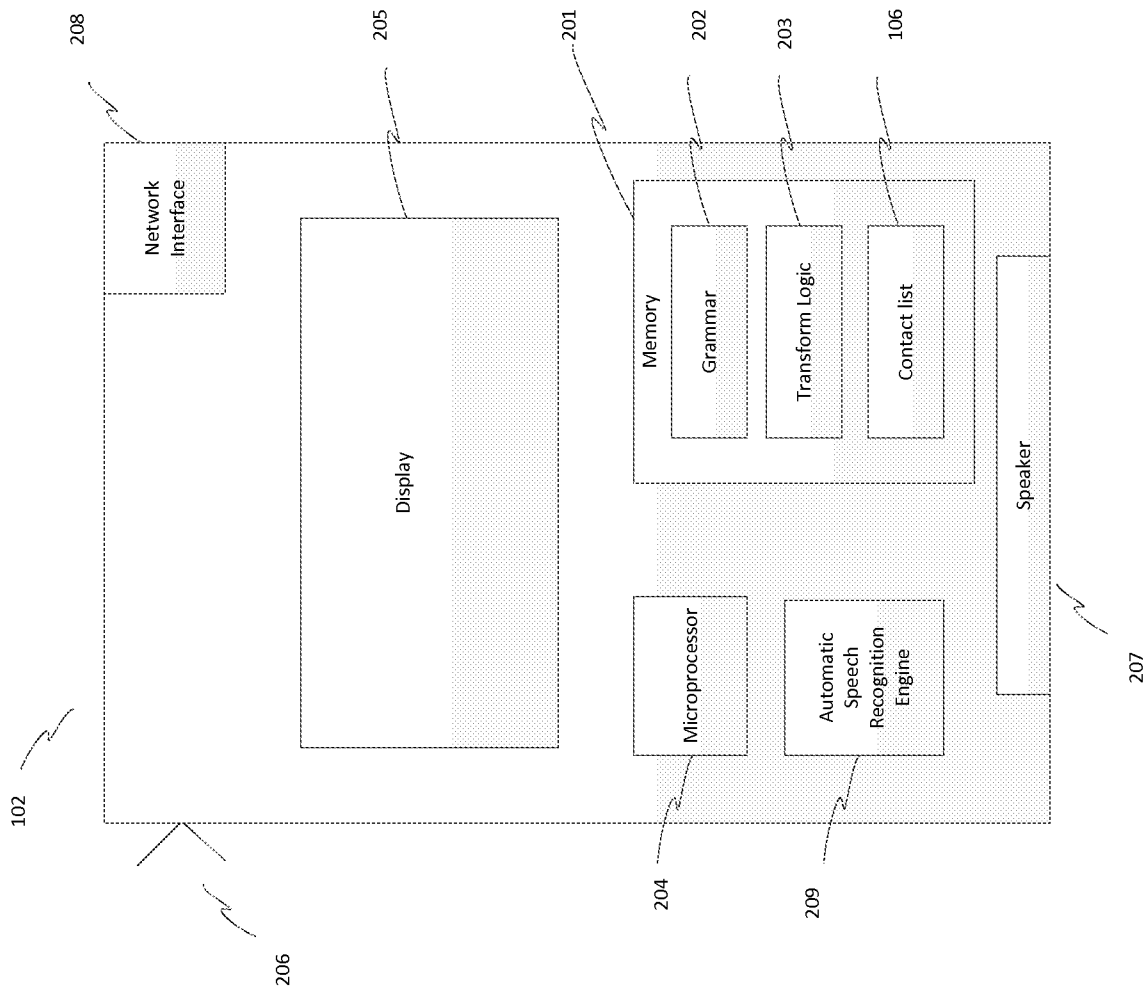 102
208
Network
Interface
206
205
Display
201
Memory
204
Microprocessor
Grammar
202
203
Transform Logic
209
Automatic
Speech
Recognition
Engine
Contact list
106
Speaker
207